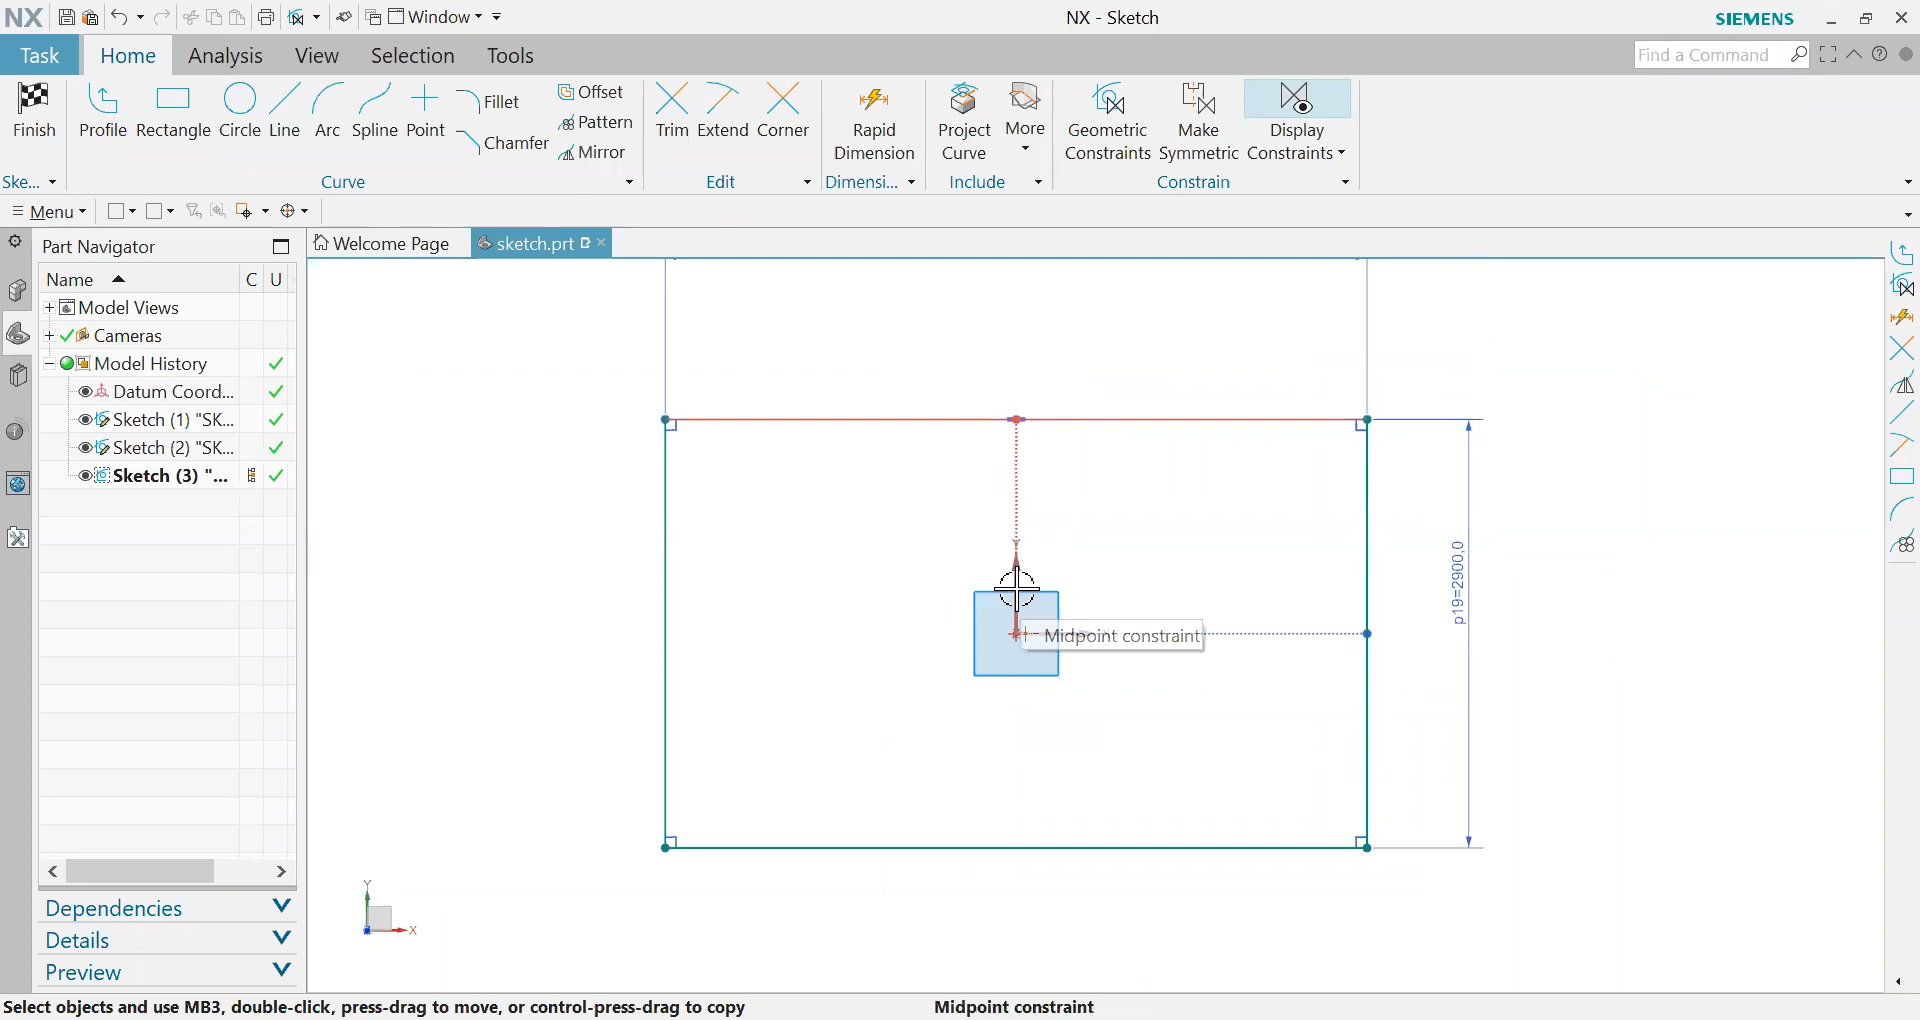 NX
Window
NX - Sketch
SIEMENS
Task
Home
Analysis
View
Selection
Tools
Find a Command
Finish
Profile
Rectangle
Circle
Line
Arc
Spline
Point
Fillet
Chamfer
Offset
Pattern
Mirror
Trim
Extend
Corner
Rapid
Dimension
Project
Curve
More
Geometric
Constraints
Make
Symmetric
Display
Constraints
Ske...
Curve
Edit
Dimensi...
Include
Constrain
Menu
Part Navigator
Welcome Page
sketch.prt
Name
C
U
Model Views
Cameras
Model History
Datum Coord...
Sketch (1) "SK...
Sketch (2) "SK...
Sketch (3) "...
Dependencies
Details
Preview
p19=2900,0
Y
Midpoint constraint
Y
X
Select objects and use MB3, double-click, press-drag to move, or control-press-drag to copy
Midpoint constraint